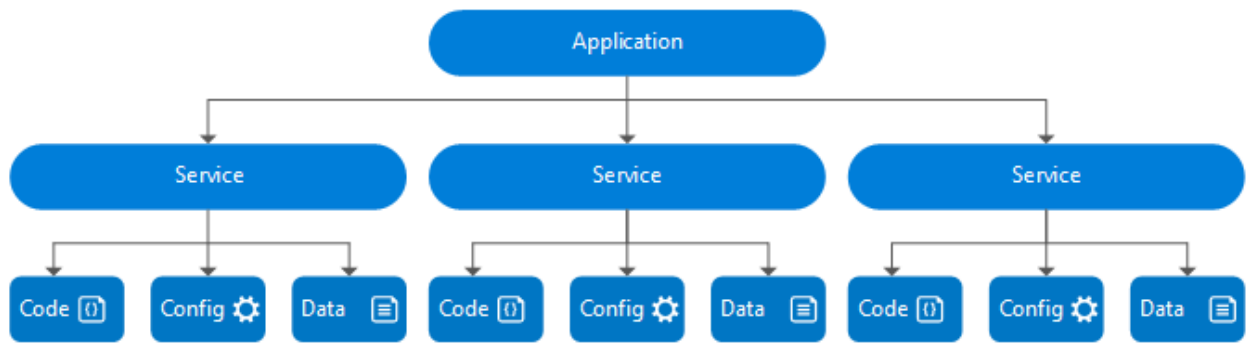 Application
Service
Service
Service
Code
Config
Data
Code
Config
Data
Code
Config
Data